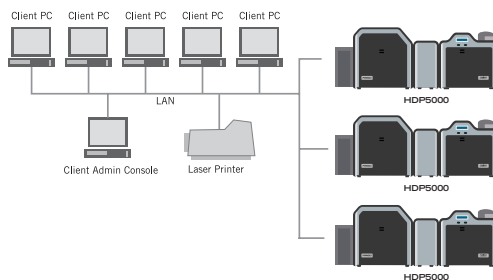 Client PC Client PC Client PC Client PC Client PC
LAN
HDP5000
Client Admin Console
Laser Printer
HDP5000
HDP5000